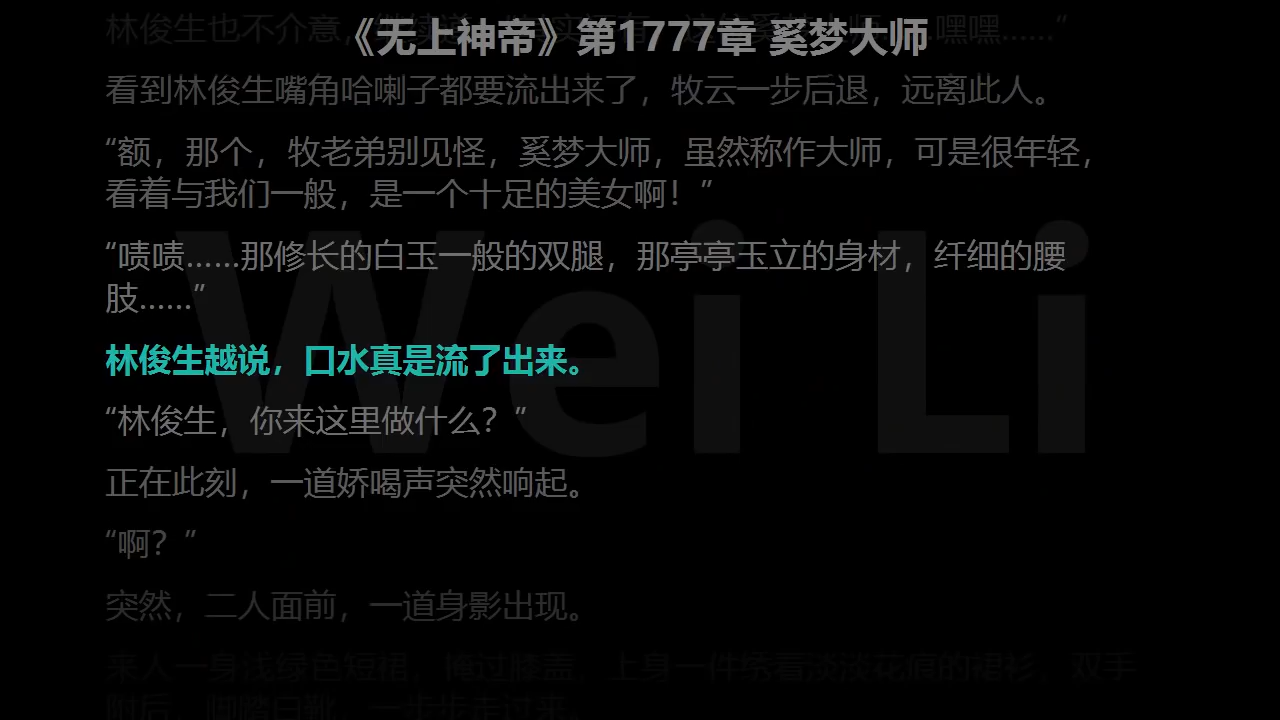 《无上神帝》第1777章 奚梦大师
林俊生也不介意，
嘿嘿……”
看到林俊生嘴角哈喇子都要流出来了，牧云一步后退，远离此人。
“额，那个，牧老弟别见怪，奚梦大师，虽然称作大师，可是很年轻，
看着与我们一般，是一个十足的美女啊！”
“啧啧……那修长的白玉一般的双腿，那亭亭玉立的身材，纤细的腰
肢……”
林俊生越说，口水真是流了出来。
“林俊生，你来这里做什么？”
正在此刻，一道娇喝声突然响起。
“啊？”
突然，二人面前，一道身影出现。
来人一身浅绿色短裙，掩过膝盖，上身一件绣着淡淡花痕的裙衫，双手
附后，脚踏白靴，一步步走过来。
Wei Li